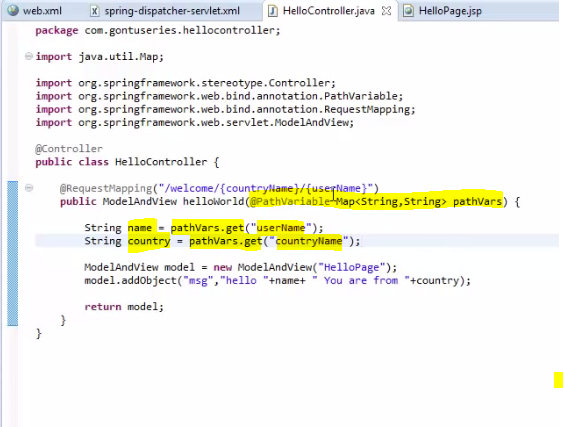 web.xml spring-dispatcher-servlet.xml HelloController.java HelloPage.jsp
package com.gontuseries.hellocontroller;
import java.util.Map;
import org.springframework.stereotype.Controller;
import org.springframework.web.bind.annotation.PathVariable;
import org.springframework.web.bind.annotation.RequestMapping;
import org.springframework.web.servlet.ModelAndView;
@Controller
public class HelloController {
@RequestMapping("/welcome/{countryName}/{userName}")
public ModelAndView helloWorld(@PathVariable Map<String,String> pathVars) {
String name = pathVars.get("userName");
String country = pathVars.get("countryName");
ModelAndView model = new ModelAndView("HelloPage");
model.addObject("msg","hello "+name+ " You are from "+country);
return model;
}
}